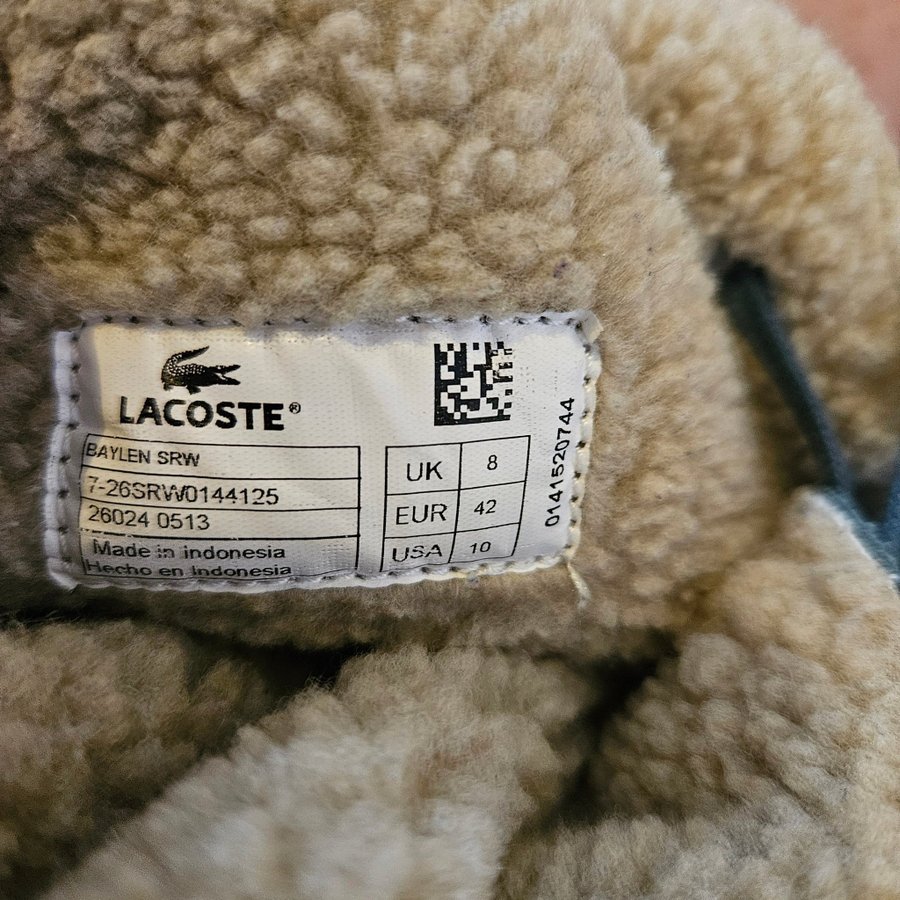 LACOSTE®
BAYLEN SRW
7-26SRW0144125
26024 0513
Made in indonesia
Hecho en Indonesia
UK 8
EUR 42
USA 10
0141520744